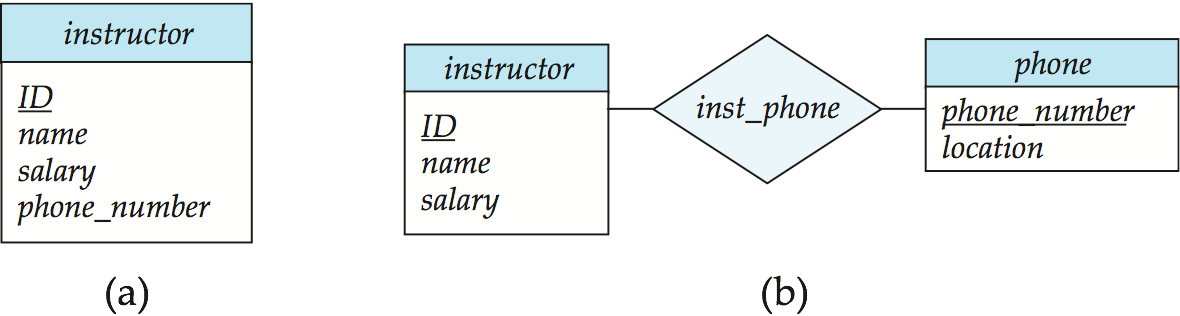 instructor
ID
name
salary
phone_number
(a)
instructor
ID
name
salary
inst_phone
phone
phone_number
location
(b)